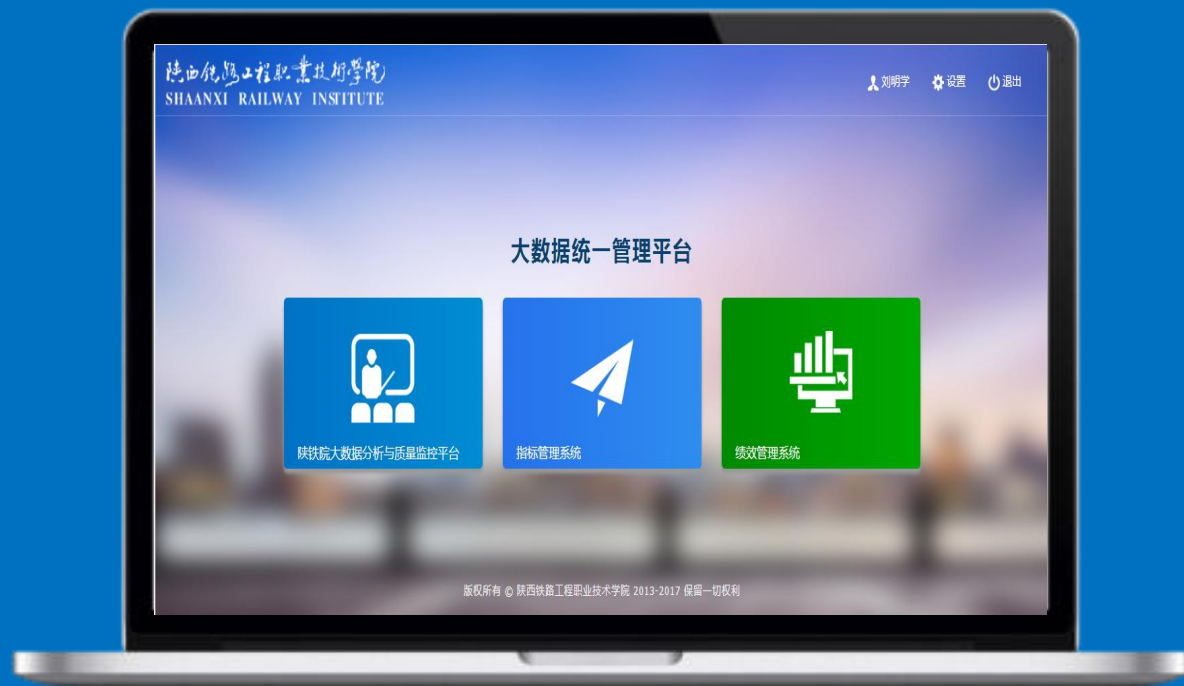 陕西铁路工程职业技術學院
SHAANXI RAILWAY INSTITUTE
刘明学 设置 退出
大数据统一管理平台
陕铁院大数据分析与质量监控平台
指标管理系统
绩效管理系统
版权所有 © 陕西铁路工程职业技术学院 2013-2017 保留一切权利